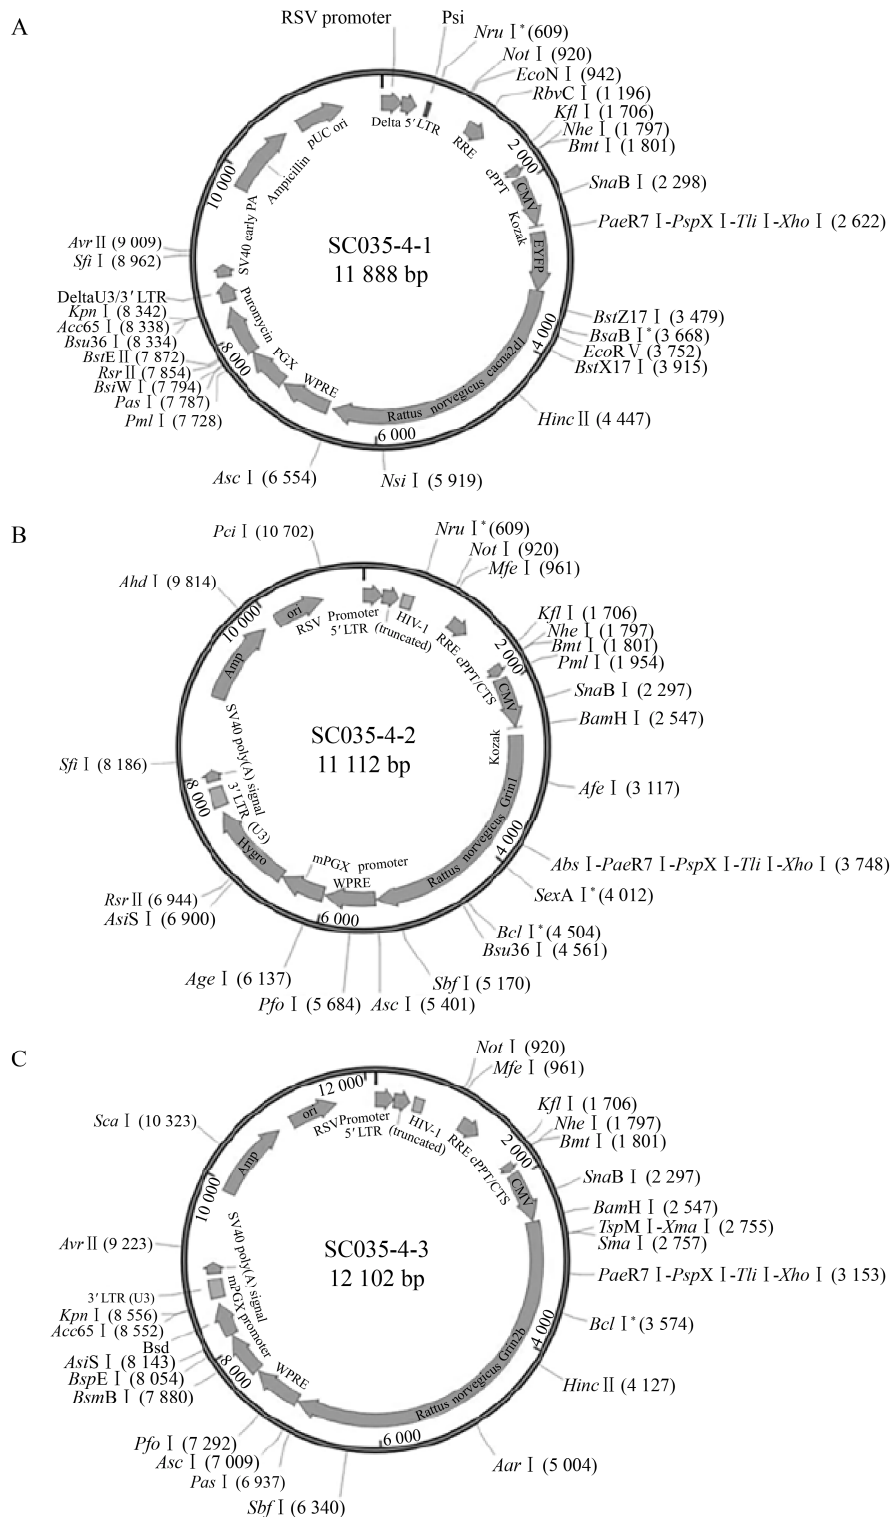 A
RSV promoter
Psi
Nru Ⅰ*(609)
Not Ⅰ (920)
EcoN Ⅰ (942)
RbvC Ⅰ (1 196)
Kfl Ⅰ (1 706)
Nhe Ⅰ (1 797)
Bmt Ⅰ (1 801)
SnaB Ⅰ (2 298)
PaeR7 Ⅰ-PspX Ⅰ-Tli Ⅰ-Xho Ⅰ (2 622)
BstZ17 Ⅰ (3 479)
BsaB Ⅰ*(3 668)
EcoR Ⅴ (3 752)
BstX17 Ⅰ (3 915)
Hinc Ⅱ (4 447)
Nsi Ⅰ (5 919)
Asc Ⅰ (6 554)
Pml Ⅰ (7 728)
Pas Ⅰ (7 787)
BsiW Ⅰ (7 794)
Rsr Ⅱ (7 854)
BstE Ⅱ (7 872)
Bsu36 Ⅰ (8 334)
Acc65 Ⅰ (8 338)
Kpn Ⅰ (8 342)
DeltaU3/3′ LTR
Sfi Ⅰ (8 962)
Avr Ⅱ (9 009)
2 000
4 000
6 000
8 000
10 000
Delta 5′ LTR
RRE
cPPT
CMV
Kozak
EYFP
Rattus norvegicus cacna2d1
WPRE
PGX
Puromycin
SV40 early PA
Ampicillin
pUC ori
SC035-4-1
11 888 bp
B
Pci Ⅰ (10 702)
Nru Ⅰ*(609)
Not Ⅰ (920)
Mfe Ⅰ (961)
Kfl Ⅰ (1 706)
Nhe Ⅰ (1 797)
Bmt Ⅰ (1 801)
Pml Ⅰ (1 954)
SnaB Ⅰ (2 297)
BamH Ⅰ (2 547)
Afe Ⅰ (3 117)
Abs Ⅰ-PaeR7 Ⅰ-PspX Ⅰ-Tli Ⅰ-Xho Ⅰ (3 748)
SexA Ⅰ*(4 012)
Bcl Ⅰ*(4 504)
Bsu36 Ⅰ (4 561)
Sbf Ⅰ (5 170)
Asc Ⅰ (5 401)
Pfo Ⅰ (5 684)
Age Ⅰ (6 137)
AsiS Ⅰ (6 900)
Rsr Ⅱ (6 944)
Sfi Ⅰ (8 186)
Ahd Ⅰ (9 814)
2 000
4 000
6 000
8 000
10 000
RSV Promoter
5′ LTR (truncated)
HIV-1
RRE
cPPT/CTS
CMV
Kozak
Rattus norvegicus Grin1
WPRE
mPGX promoter
Hygro
3′ LTR (U3)
SV40 poly(A) signal
Amp
ori
SC035-4-2
11 112 bp
C
Not Ⅰ (920)
Mfe Ⅰ (961)
Kfl Ⅰ (1 706)
Nhe Ⅰ (1 797)
Bmt Ⅰ (1 801)
SnaB Ⅰ (2 297)
BamH Ⅰ (2 547)
TspM Ⅰ-Xma Ⅰ (2 755)
Sma Ⅰ (2 757)
PaeR7 Ⅰ-PspX Ⅰ-Tli Ⅰ-Xho Ⅰ (3 153)
Bcl Ⅰ*(3 574)
Hinc Ⅱ (4 127)
Aar Ⅰ (5 004)
Sbf Ⅰ (6 340)
Pas Ⅰ (6 937)
Asc Ⅰ (7 009)
Pfo Ⅰ (7 292)
BsmB Ⅰ (7 880)
BspE Ⅰ (8 054)
AsiS Ⅰ (8 143)
Bsd
Acc65 Ⅰ (8 552)
Kpn Ⅰ (8 556)
3′ LTR (U3)
Avr Ⅱ (9 223)
Sca Ⅰ (10 323)
2 000
4 000
6 000
8 000
10 000
12 000
RSVPromoter
5′ LTR (truncated)
HIV-1
RRE
cPPT/CTS
CMV
Rattus norvegicus Grin2b
WPRE
mPGX promoter
SV40 poly(A) signal
Amp
ori
SC035-4-3
12 102 bp